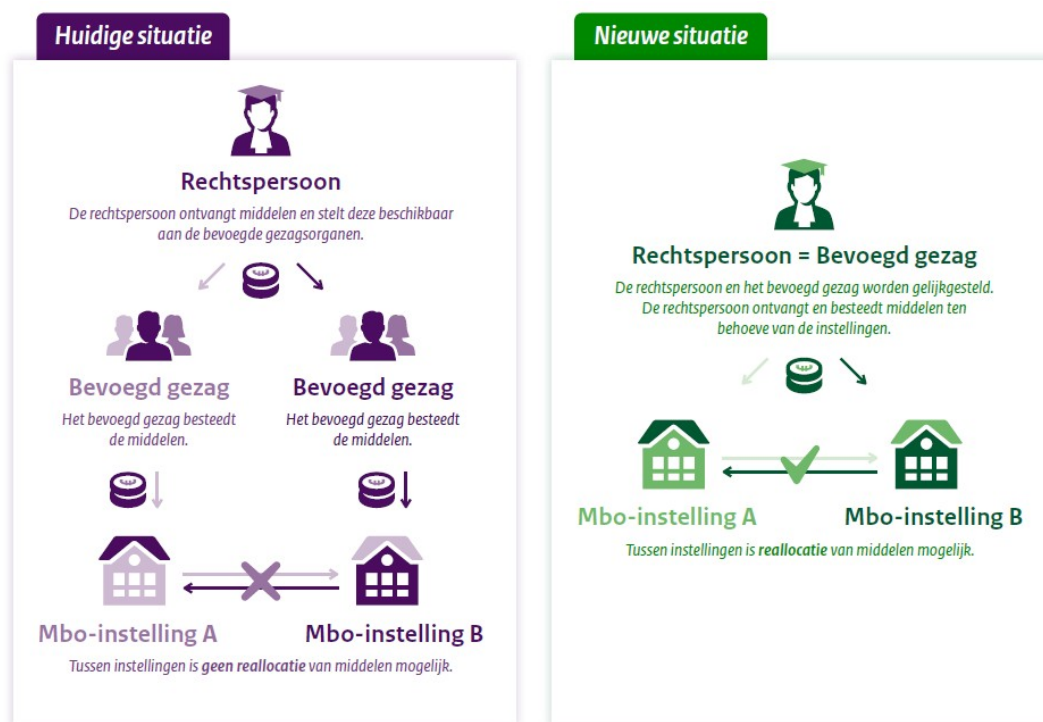 Huidige situatie
Rechtspersoon
De rechtspersoon ontvangt middelen en stelt deze beschikbaar
aan de bevoegde gezagsorganen.
Bevoegd gezag
Het bevoegd gezag besteedt
de middelen.
Bevoegd gezag
Het bevoegd gezag besteedt
de middelen.
Mbo-instelling A
Mbo-instelling B
Tussen instellingen is geen reallocatie van middelen mogelijk.
Nieuwe situatie
Rechtspersoon = Bevoegd gezag
De rechtspersoon en het bevoegd gezag worden gelijkgesteld.
De rechtspersoon ontvangt en besteedt middelen ten
behoeve van de instellingen.
Mbo-instelling A
Mbo-instelling B
Tussen instellingen is reallocatie van middelen mogelijk.